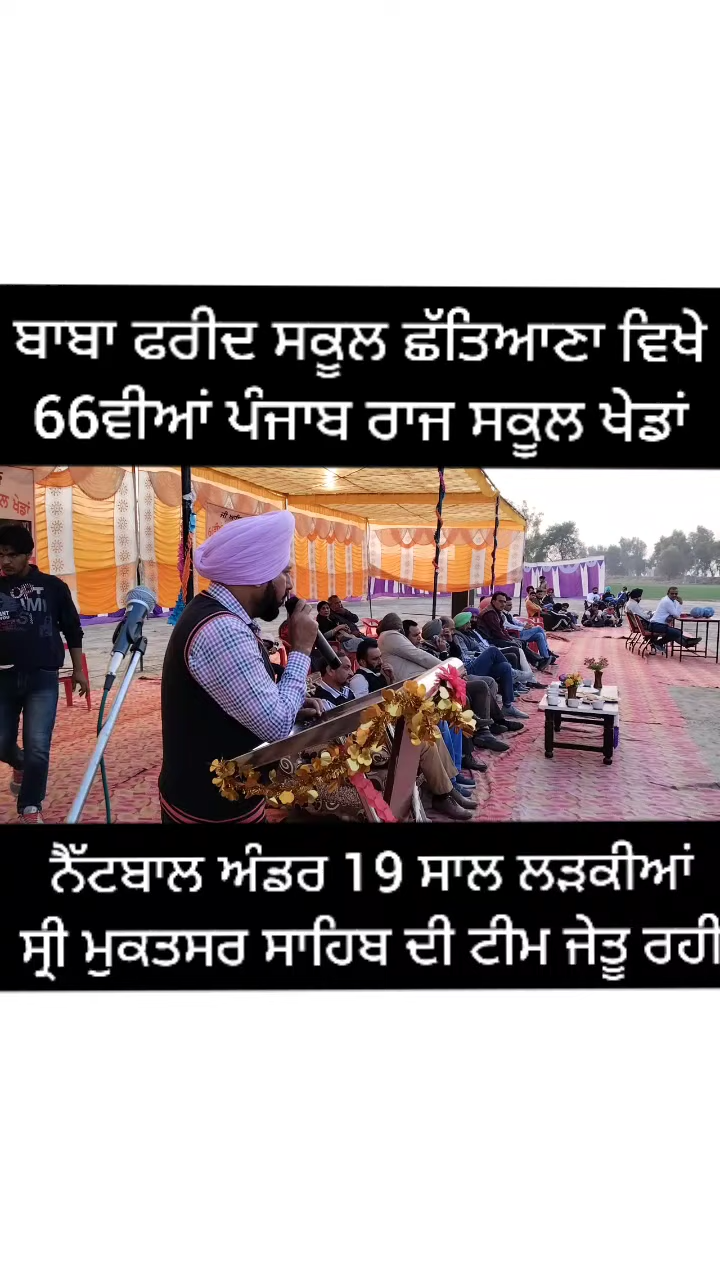 ਬਾਬਾ ਫਰੀਦ ਸਕੂਲ ਛੱਤਿਆਣਾ ਵਿਖੇ
66ਵੀਆਂ ਪੰਜਾਬ ਰਾਜ ਸਕੂਲ ਖੇਡਾਂ
ਨੈੱਟਬਾਲ ਅੰਡਰ 19 ਸਾਲ ਲੜਕੀਆਂ
ਸ੍ਰੀ ਮੁਕਤਸਰ ਸਾਹਿਬ ਦੀ ਟੀਮ ਜੇਤੂ ਰਹੀ